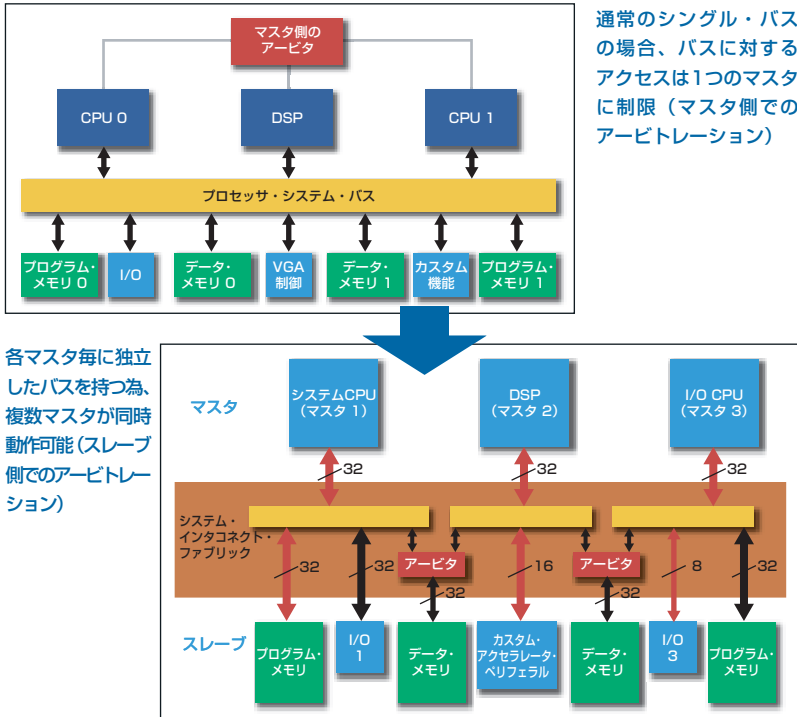 マスタ側の
アービタ
CPU 0
DSP
CPU 1
プロセッサ・システム・バス
プログラム・
メモリ 0
I/O
データ・
メモリ 0
VGA
制御
データ・
メモリ 1
カスタム
機能
プログラム・
メモリ 1
通常のシングル・バス
の場合、バスに対する
アクセスは1つのマスタ
に制限（マスタ側での
アービトレーション）
各マスタ毎に独立
したバスを持つ為、
複数マスタが同時
動作可能（スレーブ
側でのアービトレー
ション）
マスタ
システムCPU
（マスタ 1）
DSP
（マスタ 2）
I/O CPU
（マスタ 3）
32
32
32
システム・
インタコネクト・
ファブリック
アービタ
アービタ
32
32
32
16
32
8
32
スレーブ
プログラム・
メモリ
I/O
1
データ・
メモリ
カスタム・
アクセラレータ・
ペリフェラル
データ・
メモリ
I/O
3
プログラム・
メモリ